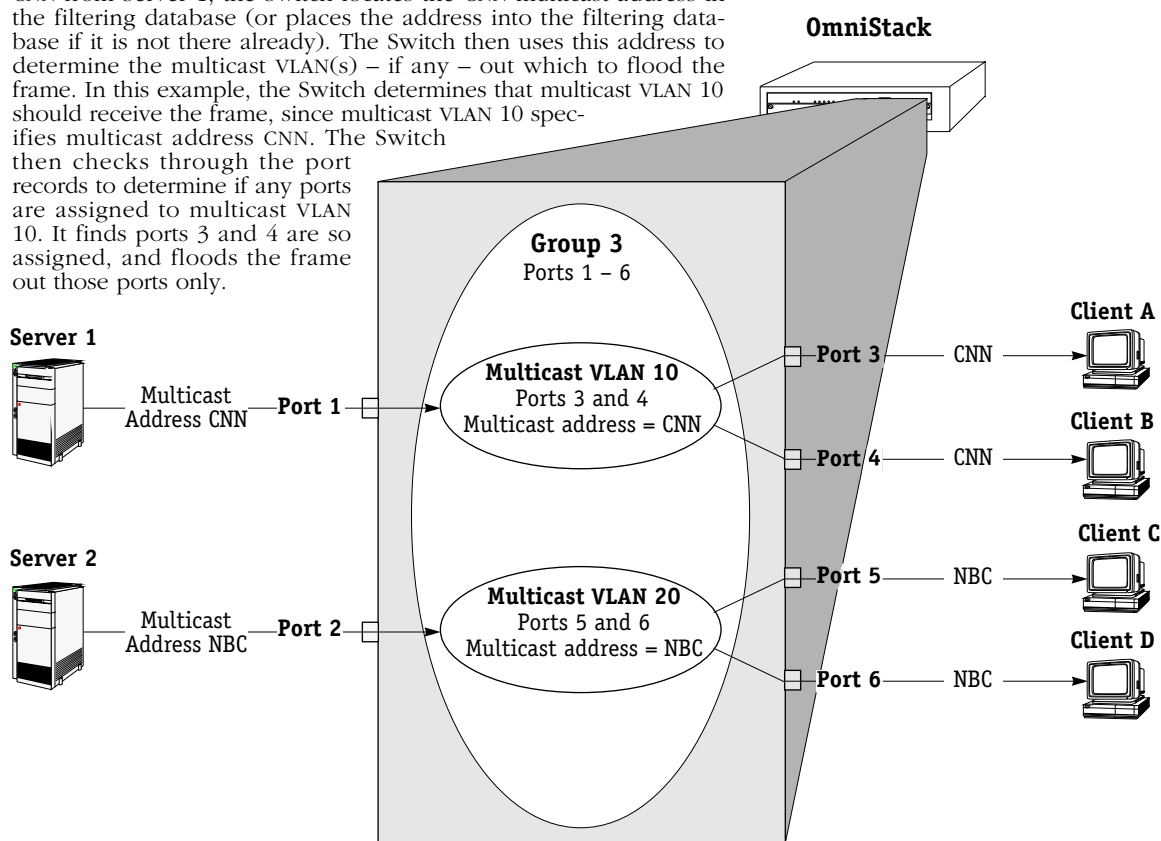 CNN from Server 1, the Switch locates the CNN multicast address in
the filtering database (or places the address into the filtering data-
base if it is not there already). The Switch then uses this address to
determine the multicast VLAN(s) – if any – out which to flood the
frame. In this example, the Switch determines that multicast VLAN 10
should receive the frame, since multicast VLAN 10 spec-
ifies multicast address CNN. The Switch
then checks through the port
records to determine if any ports
are assigned to multicast VLAN
10. It finds ports 3 and 4 are so
assigned, and floods the frame
out those ports only.
OmniStack
Group 3
Ports 1 – 6
Server 1
Multicast
Address CNN
Port 1
Multicast VLAN 10
Ports 3 and 4
Multicast address = CNN
Port 3
CNN
Client A
Port 4
CNN
Client B
Server 2
Multicast
Address NBC
Port 2
Multicast VLAN 20
Ports 5 and 6
Multicast address = NBC
Port 5
NBC
Client C
Port 6
NBC
Client D